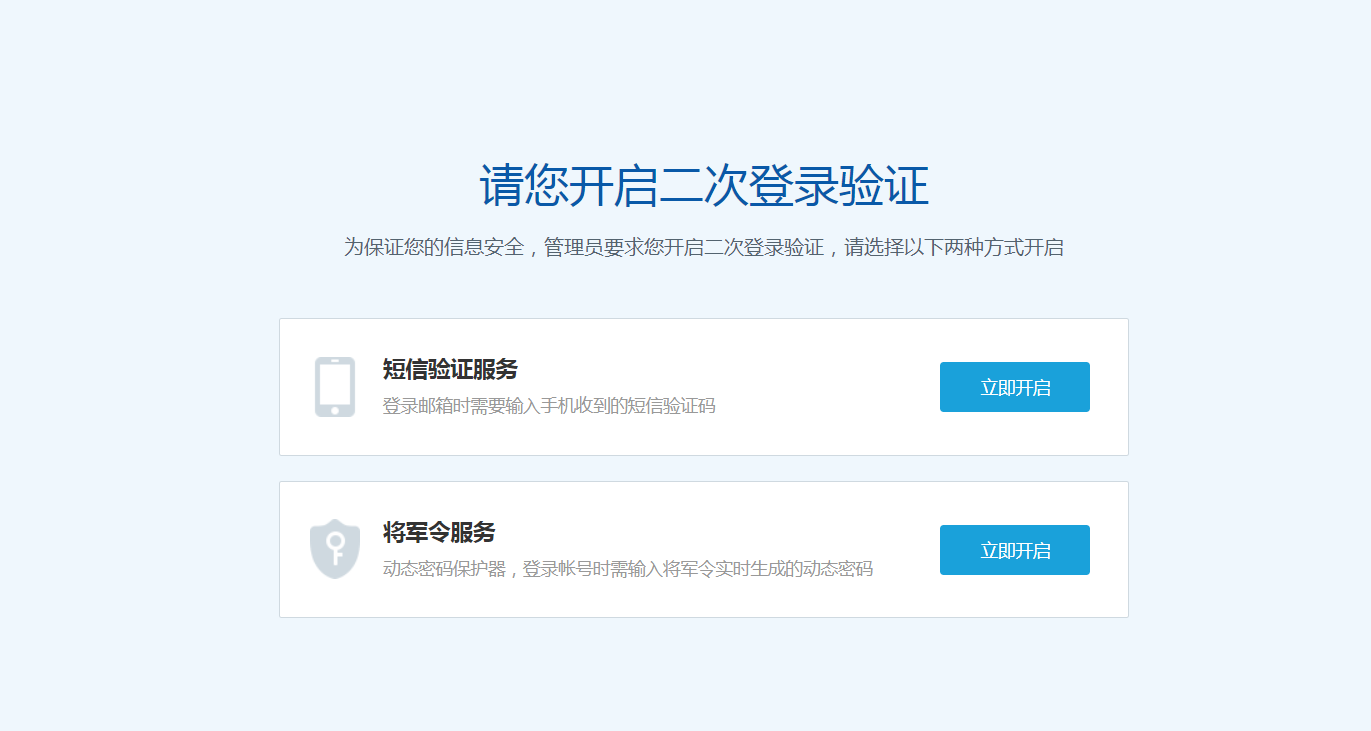 请您开启二次登录验证
为保证您的信息安全，管理员要求您开启二次登录验证，请选择以下两种方式开启
短信验证服务
登录邮箱时需要输入手机收到的短信验证码
立即开启
将军令服务
动态密码保护器，登录帐号时需输入将军令实时生成的动态密码
立即开启